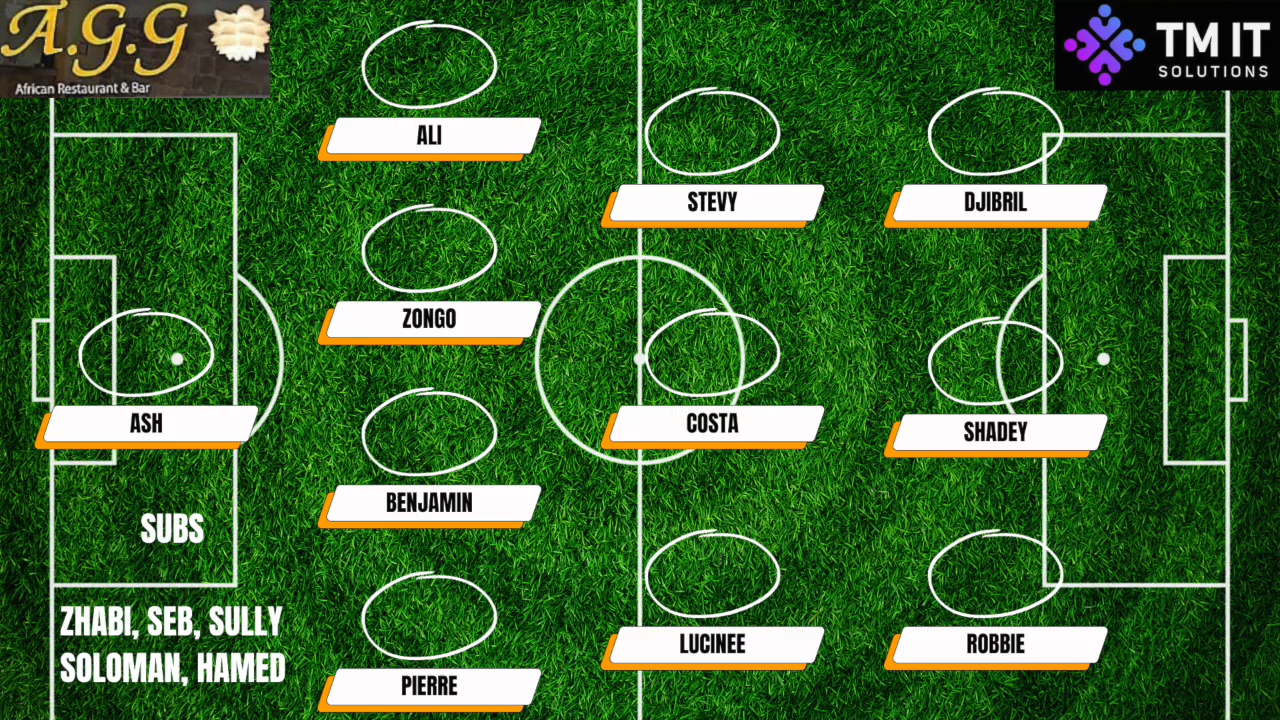 A.G.G
African Restaurant & Bar
TM IT
SOLUTIONS
ALI
STEVY
DJIBRIL
ZONGO
ASH
COSTA
SHADEY
BENJAMIN
SUBS
ZHABI, SEB, SULLY
SOLOMAN, HAMED
LUCINEE
ROBBIE
PIERRE